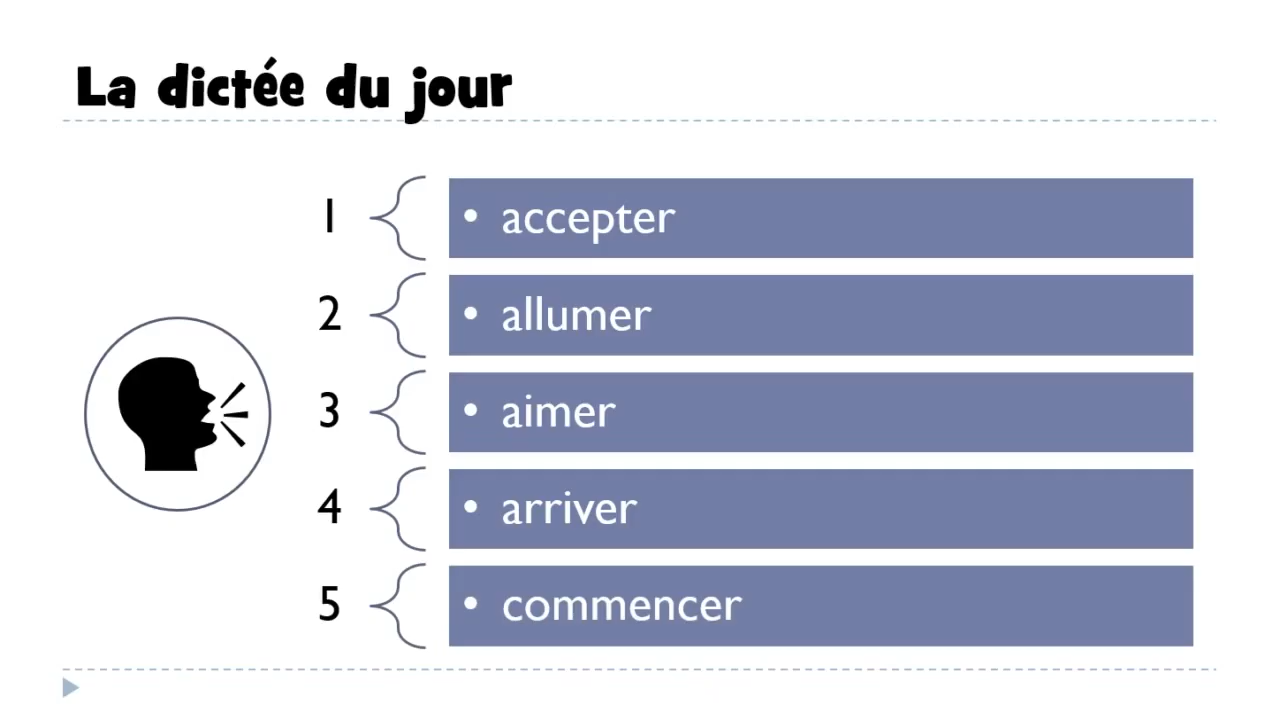 La dictée du jour
1 • accepter
2 • allumer
3 • aimer
4 • arriver
5 • commencer